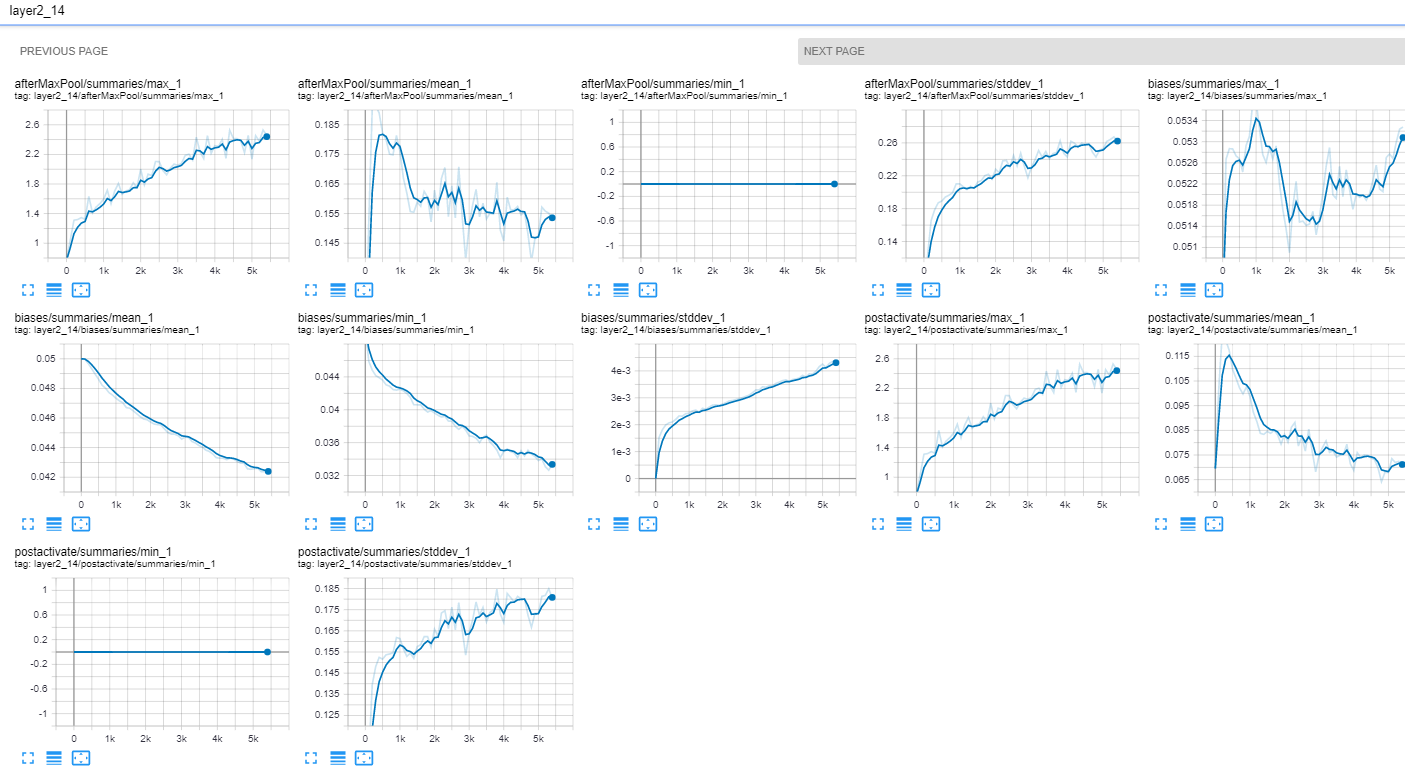 layer2_14
PREVIOUS PAGE
NEXT PAGE
afterMaxPool/summaries/max_1
tag: layer2_14/afterMaxPool/summaries/max_1
2.6
2.2
1.8
1.4
1
0 1k 2k 3k 4k 5k
afterMaxPool/summaries/mean_1
tag: layer2_14/afterMaxPool/summaries/mean_1
0.185
0.175
0.165
0.155
0.145
0 1k 2k 3k 4k 5k
afterMaxPool/summaries/min_1
tag: layer2_14/afterMaxPool/summaries/min_1
1
0.6
0.2
-0.2
-0.6
-1
0 1k 2k 3k 4k 5k
afterMaxPool/summaries/stddev_1
tag: layer2_14/afterMaxPool/summaries/stddev_1
0.26
0.22
0.18
0.14
0 1k 2k 3k 4k 5k
biases/summaries/max_1
tag: layer2_14/biases/summaries/max_1
0.0534
0.053
0.0526
0.0522
0.0518
0.0514
0.051
0 1k 2k 3k 4k 5k
biases/summaries/mean_1
tag: layer2_14/biases/summaries/mean_1
0.05
0.048
0.046
0.044
0.042
0 1k 2k 3k 4k 5k
biases/summaries/min_1
tag: layer2_14/biases/summaries/min_1
0.044
0.04
0.036
0.032
0 1k 2k 3k 4k 5k
biases/summaries/stddev_1
tag: layer2_14/biases/summaries/stddev_1
4e-3
3e-3
2e-3
1e-3
0
0 1k 2k 3k 4k 5k
postactivate/summaries/max_1
tag: layer2_14/postactivate/summaries/max_1
2.6
2.2
1.8
1.4
1
0 1k 2k 3k 4k 5k
postactivate/summaries/mean_1
tag: layer2_14/postactivate/summaries/mean_1
0.115
0.105
0.095
0.085
0.075
0.065
0 1k 2k 3k 4k 5k
postactivate/summaries/min_1
tag: layer2_14/postactivate/summaries/min_1
1
0.6
0.2
-0.2
-0.6
-1
0 1k 2k 3k 4k 5k
postactivate/summaries/stddev_1
tag: layer2_14/postactivate/summaries/stddev_1
0.185
0.175
0.165
0.155
0.145
0.135
0.125
0 1k 2k 3k 4k 5k